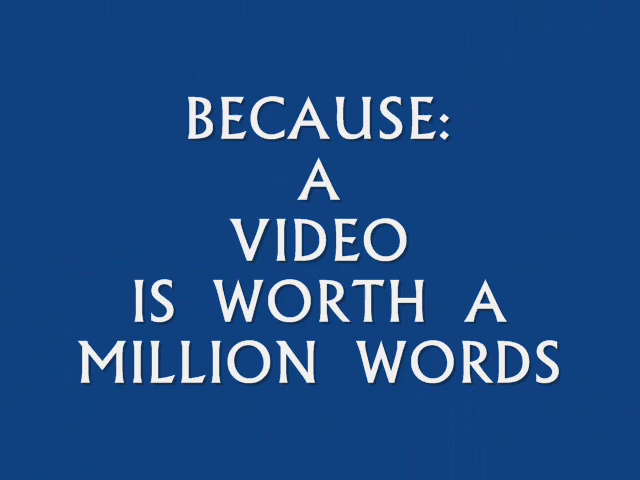 BECAUSE:
A
VIDEO
IS WORTH A
MILLION WORDS